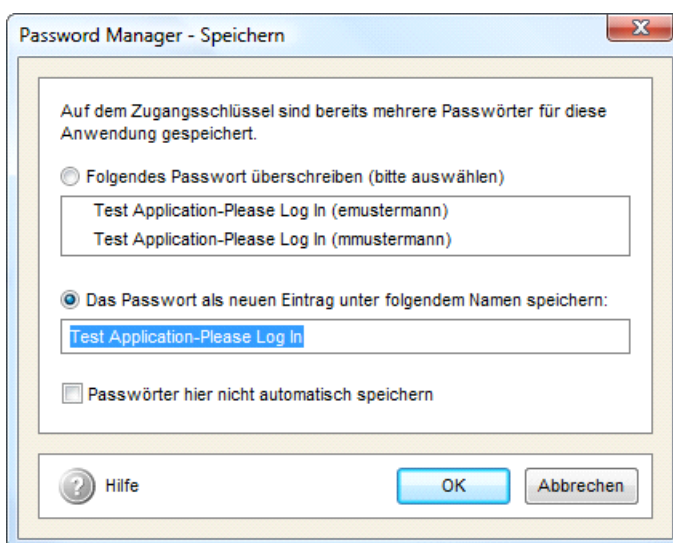 Password Manager - Speichern
Auf dem Zugangsschlüssel sind bereits mehrere Passwörter für diese
Anwendung gespeichert.
Folgendes Passwort überschreiben (bitte auswählen)
Test Application-Please Log In (emustermann)
Test Application-Please Log In (mmustermann)
Das Passwort als neuen Eintrag unter folgendem Namen speichern:
Test Application-Please Log In
Passwörter hier nicht automatisch speichern
? Hilfe
OK
Abbrechen